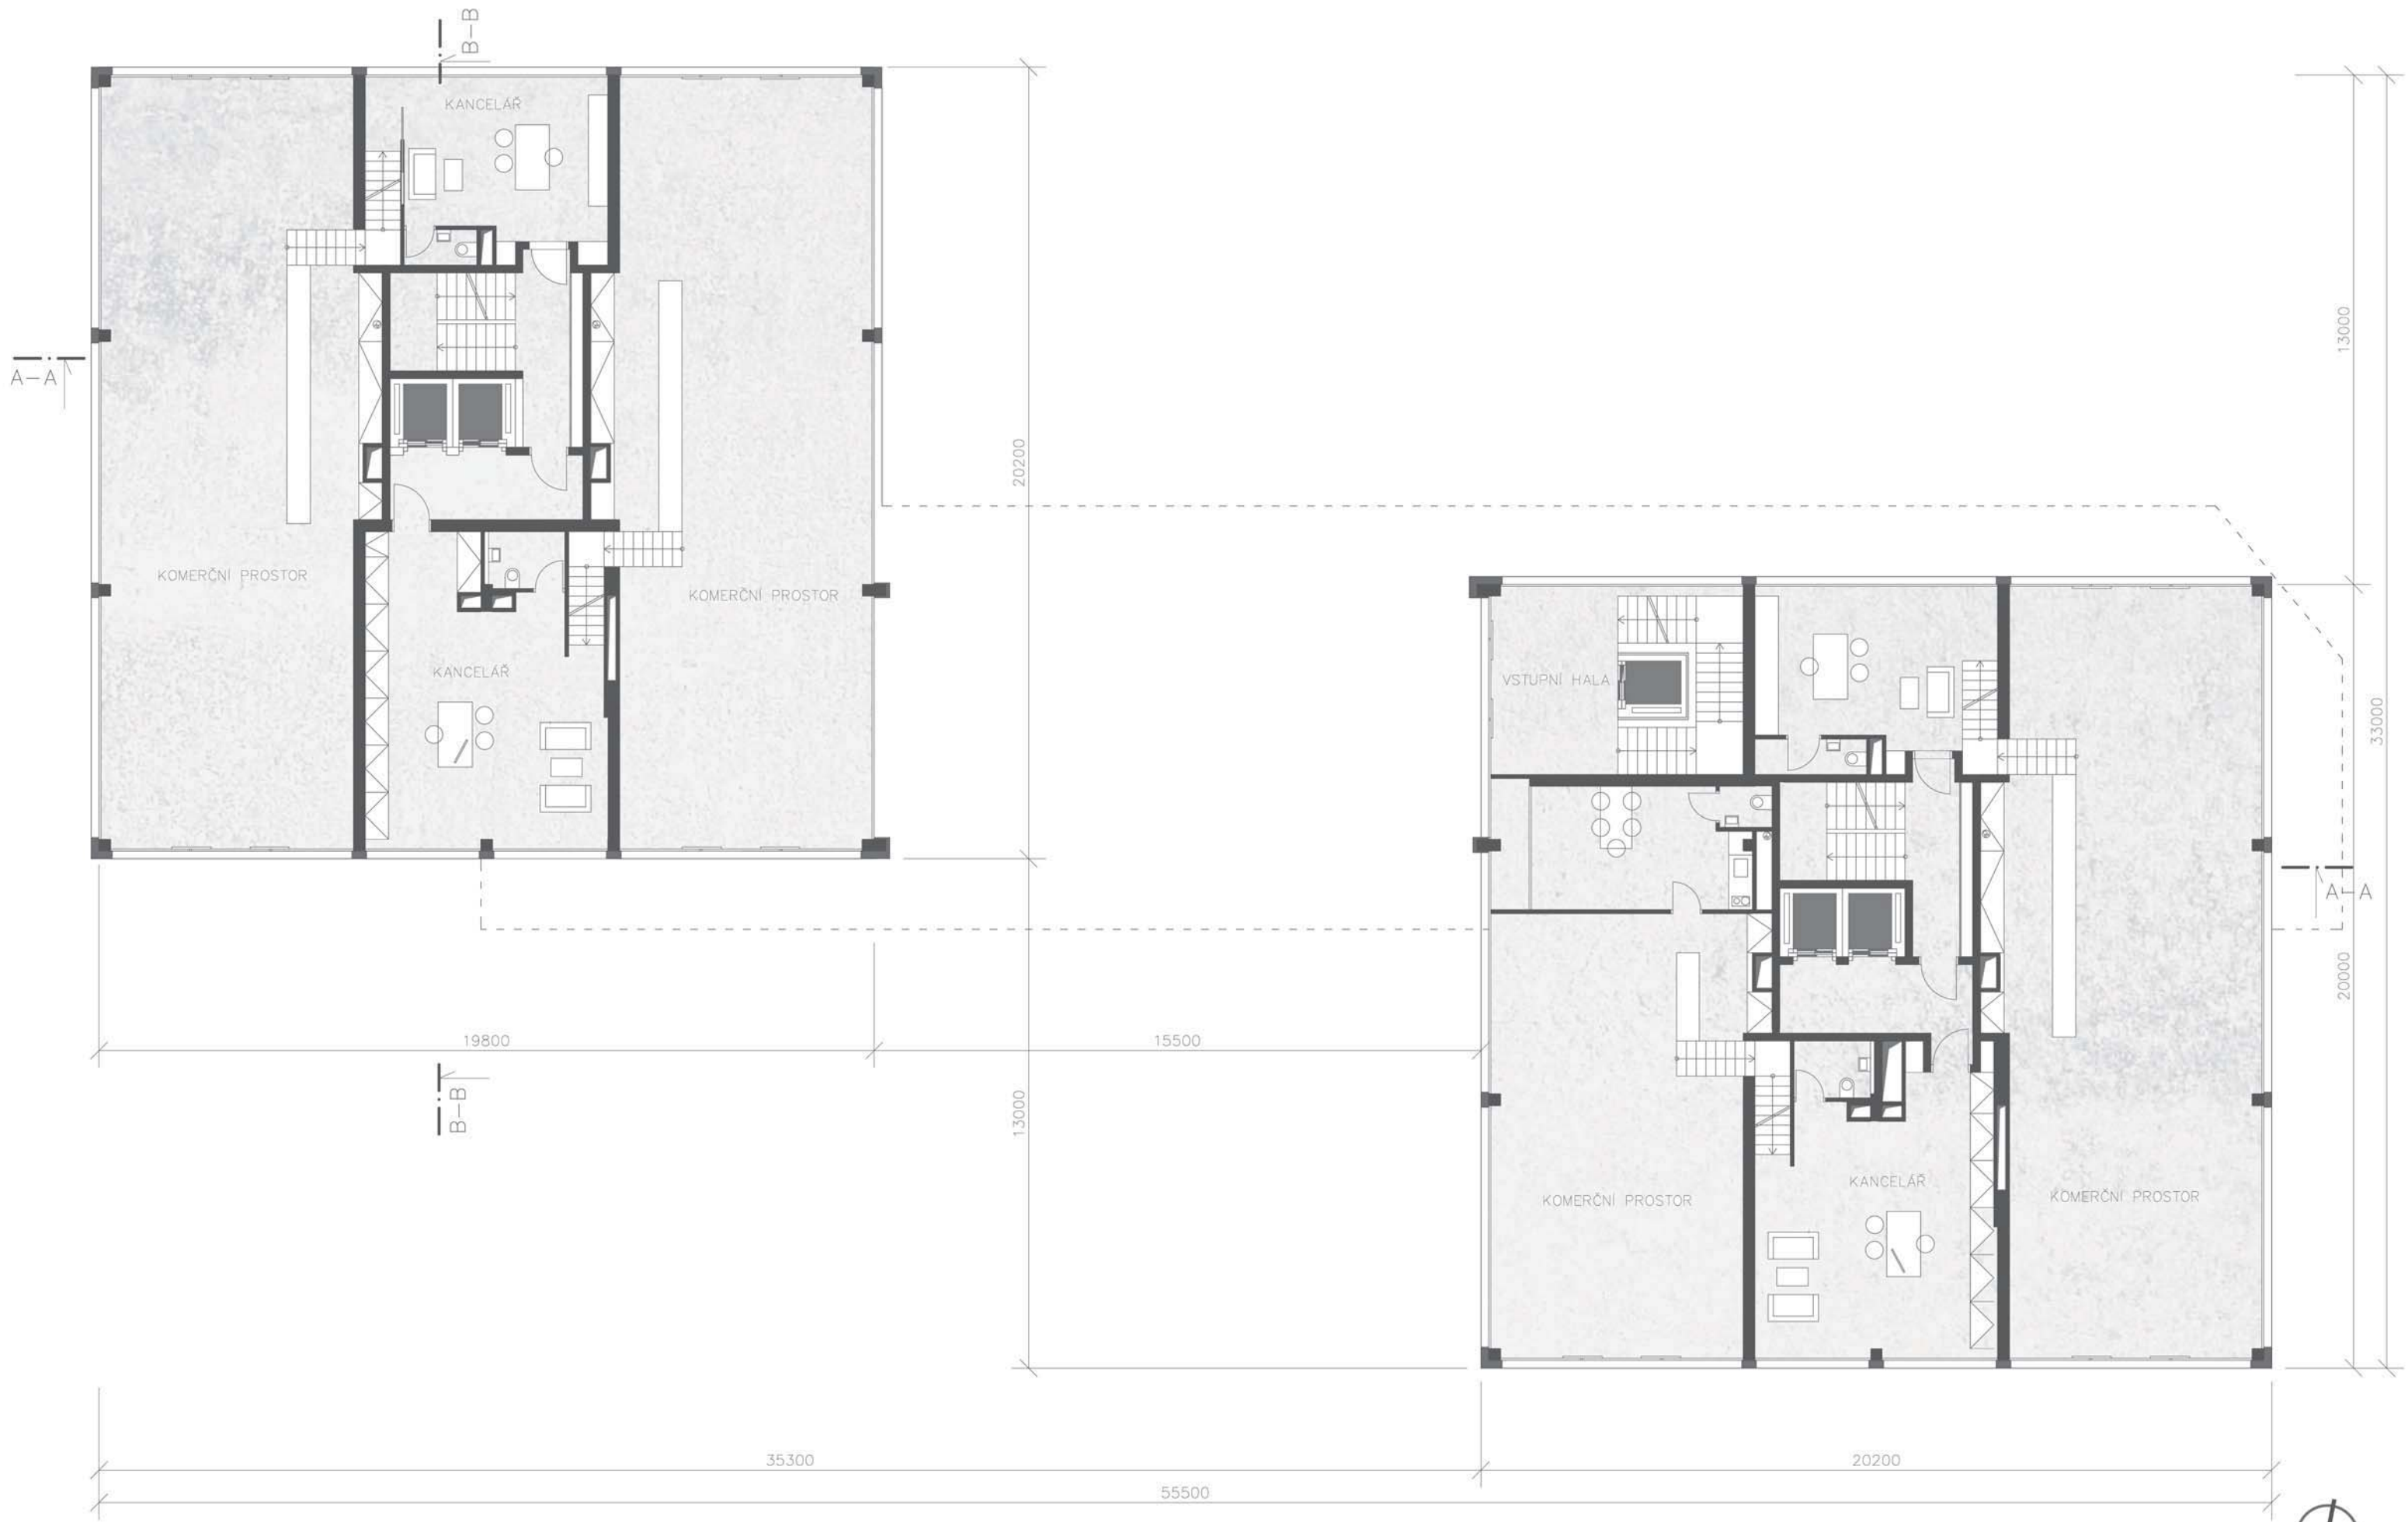 B–B
KANCELÁŘ
13000
A–A
20200
KOMERČNÍ PROSTOR
KOMERČNÍ PROSTOR
KANCELÁŘ
VSTUPNÍ HALA
33000
A–A
20000
19800
15500
B–B
13000
KANCELÁŘ
KOMERČNÍ PROSTOR
KOMERČNÍ PROSTOR
35300
20200
55500